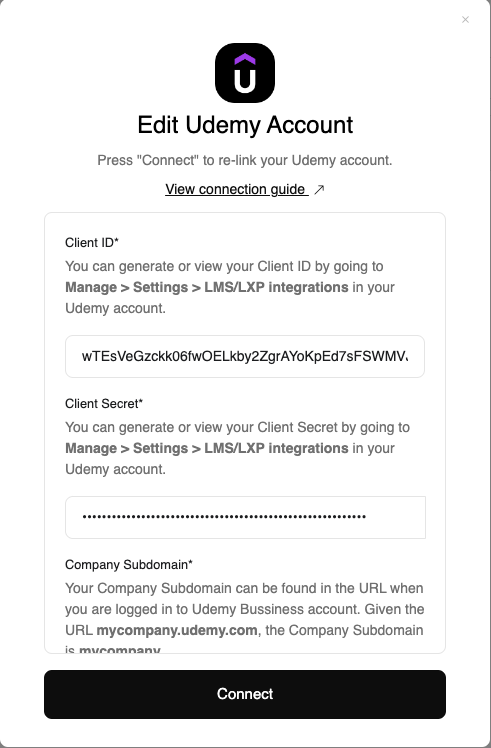 ×
Edit Udemy Account
Press "Connect" to re-link your Udemy account.
View connection guide ↗
Client ID*
You can generate or view your Client ID by going to
Manage > Settings > LMS/LXP integrations in your
Udemy account.
wTEsVeGzckk06fwOELkby2ZgrAYoKpEd7sFSWMV
Client Secret*
You can generate or view your Client Secret by going to
Manage > Settings > LMS/LXP integrations in your
Udemy account.
Company Subdomain*
Your Company Subdomain can be found in the URL when
you are logged in to Udemy Bussiness account. Given the
URL mycompany.udemy.com, the Company Subdomain
is mycompany
Connect